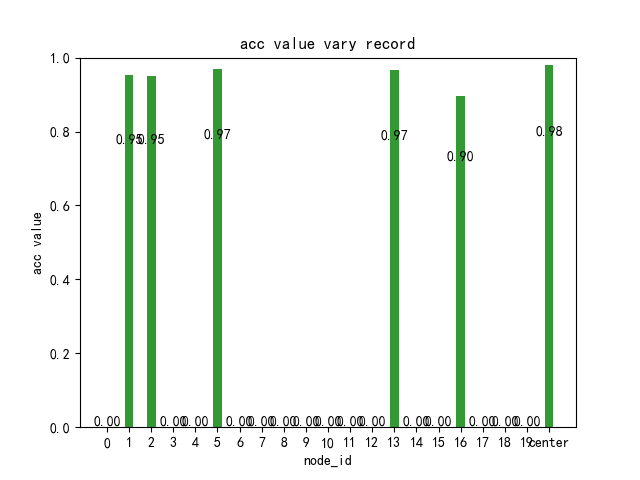 acc value vary record
1.0
0.8
0.6
0.4
0.2
0.0
acc value
0.95 0.95 0.97 0.97 0.90 0.98
0.00 0.00 0.00 0.00 0.00 0.00 0.00 0.00 0.00 0.00 0.00 0.00 0.00 0.00 0.00
0 1 2 3 4 5 6 7 8 9 10 11 12 13 14 15 16 17 18 19 center
node_id